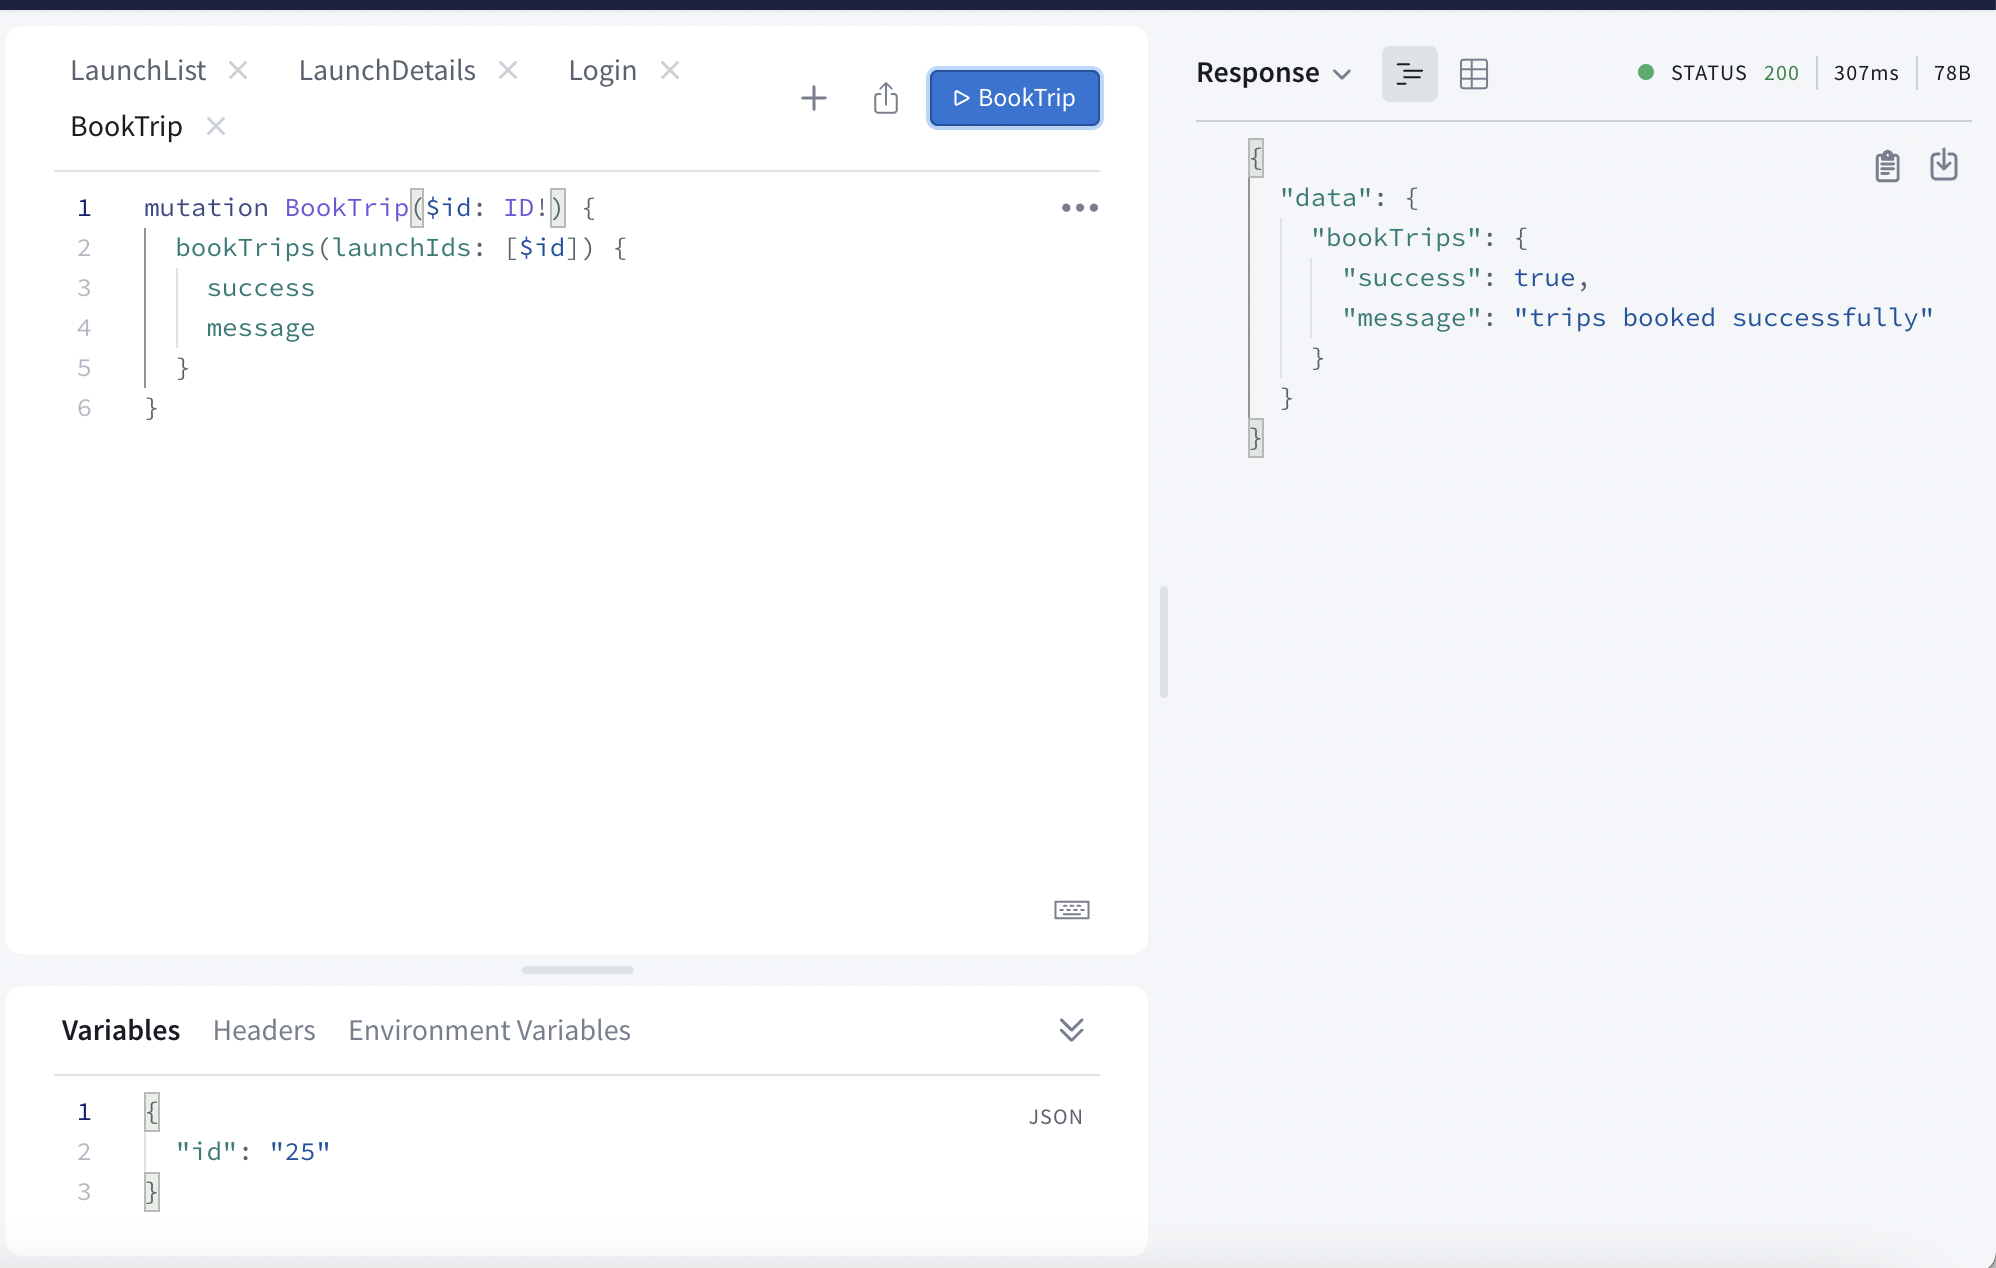 LaunchList
LaunchDetails
Login
BookTrip
BookTrip
1 mutation BookTrip($id: ID!) {
2   bookTrips(launchIds: [$id]) {
3     success
4     message
5   }
6 }
Variables Headers Environment Variables
JSON
1 {
2   "id": "25"
3 }
Response
STATUS 200 307ms 78B
{
  "data": {
    "bookTrips": {
      "success": true,
      "message": "trips booked successfully"
    }
  }
}